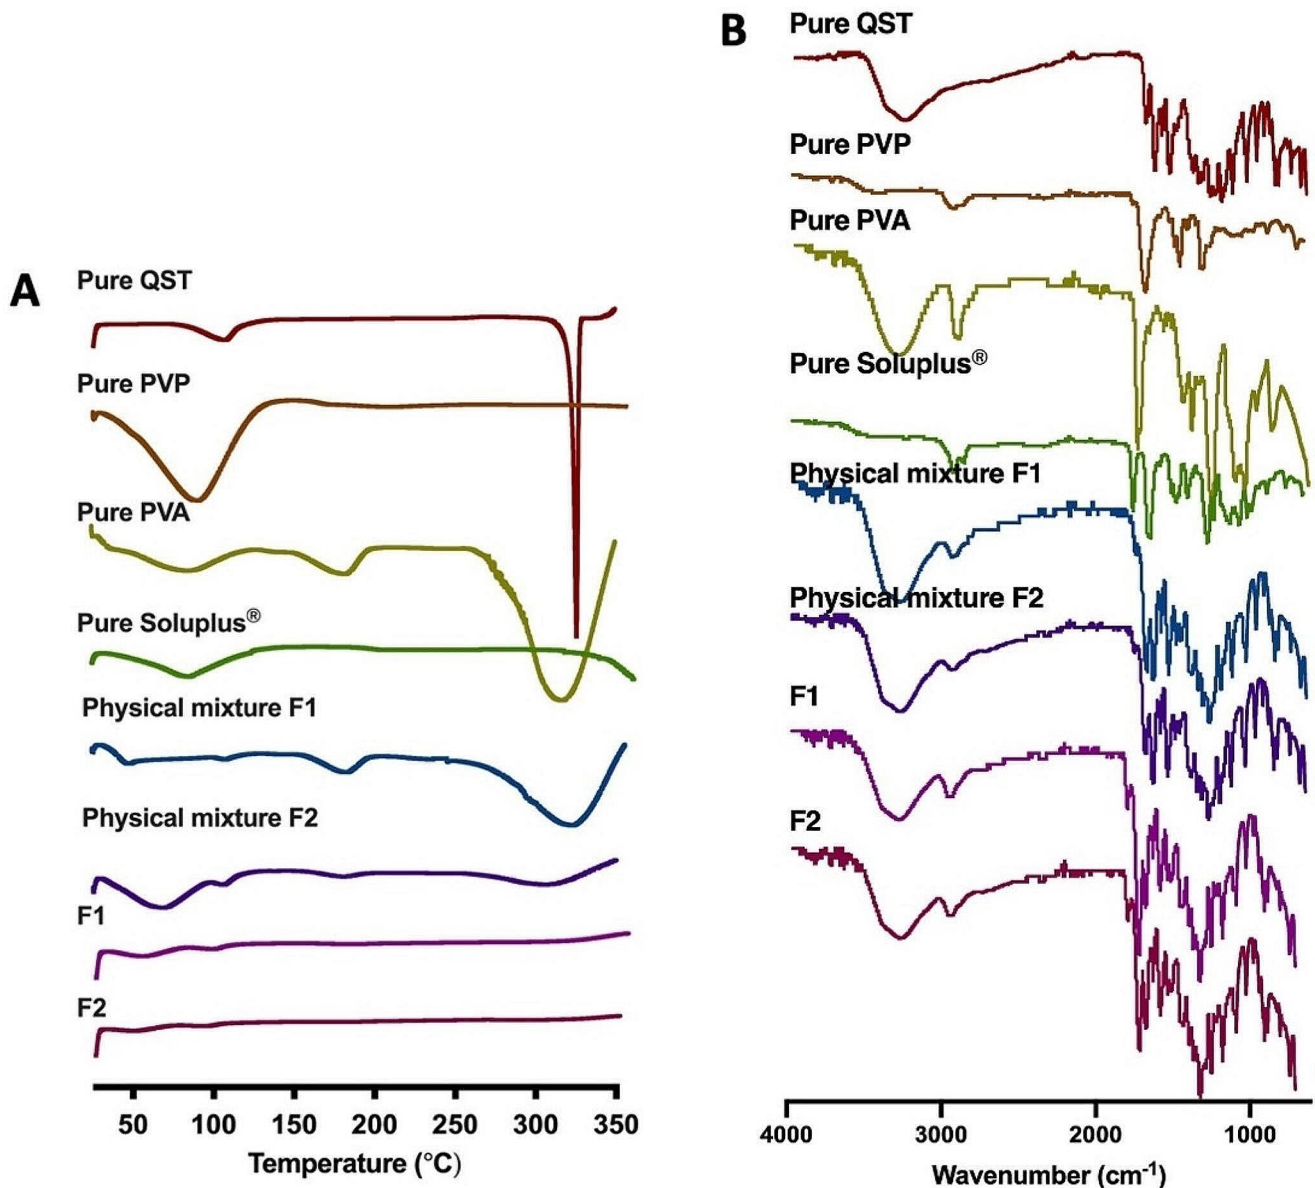 A
Pure QST
Pure PVP
Pure PVA
Pure Soluplus®
Physical mixture F1
Physical mixture F2
F1
F2
50 100 150 200 250 300 350
Temperature (°C)
B
Pure QST
Pure PVP
Pure PVA
Pure Soluplus®
Physical mixture F1
Physical mixture F2
F1
F2
4000 3000 2000 1000
Wavenumber (cm-1)